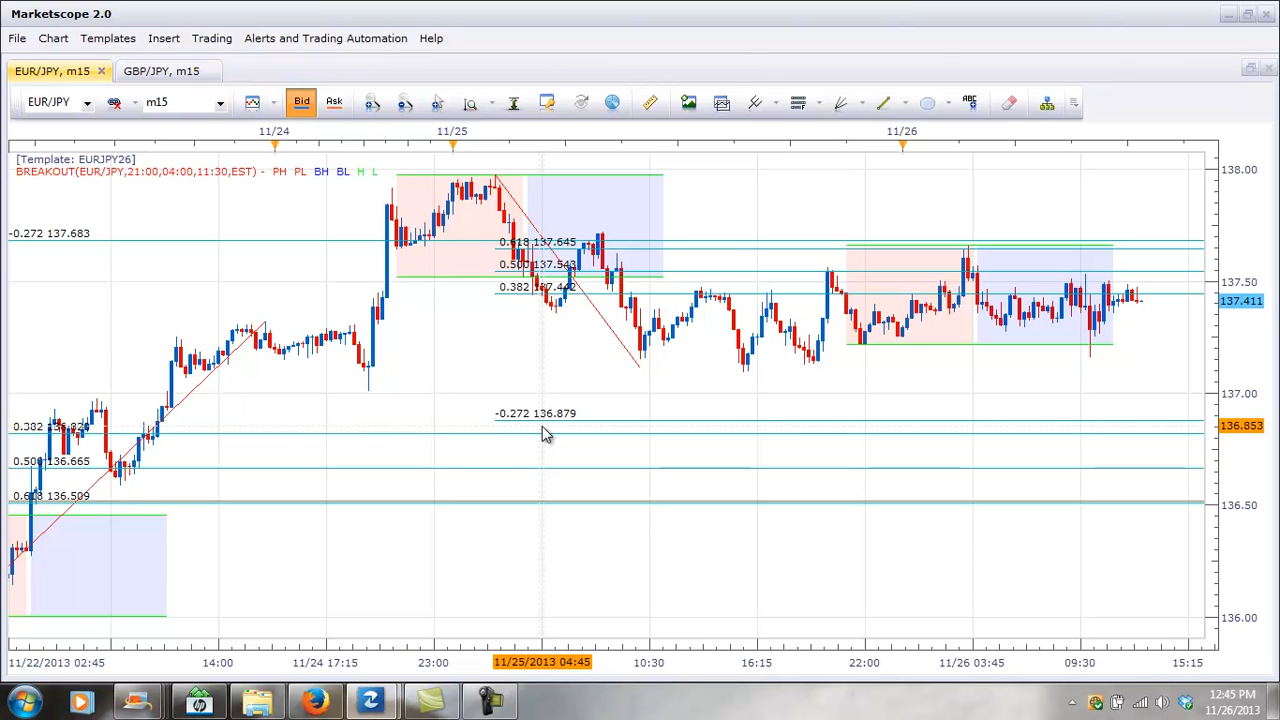 Marketscope 2.0
File Chart Templates Insert Trading Alerts and Trading Automation Help
EUR/JPY, m15 GBP/JPY, m15
EUR/JPY m15 Bid Ask
11/24 11/25 11/26
[Template: EURJPY26]
BREAKOUT(EUR/JPY,21:00,04:00,11:30,EST) - PH PL BH BL H L
138.00
-0.272 137.683
0.618 137.645
0.500 137.543
0.382 137.442
137.50
137.411
137.00
-0.272 136.879
0.382
136.853
0.500 136.665
0.618 136.509
136.50
136.00
11/22/2013 02:45 14:00 11/24 17:15 23:00 11/25/2013 04:45 10:30 16:15 22:00 11/26 03:45 09:30 15:15
12:45 PM
11/26/2013